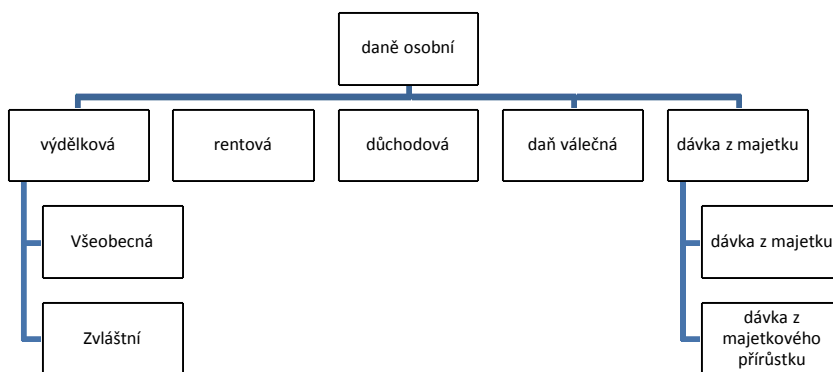 daně osobní
výdělková
rentová
důchodová
daň válečná
dávka z majetku
Všeobecná
dávka z majetku
Zvláštní
dávka z
majetkového
přírůstku